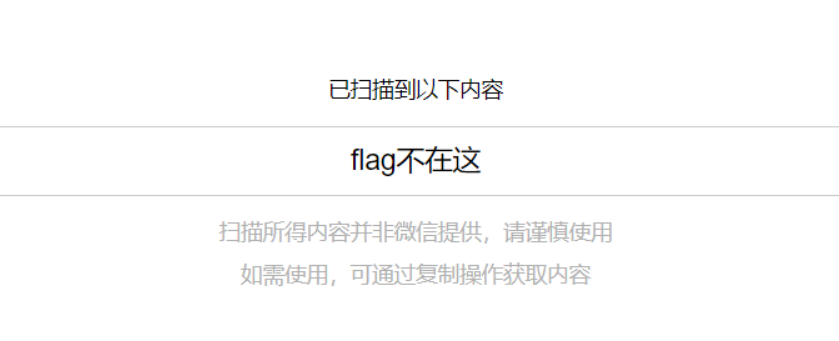 已扫描到以下内容
flag不在这
扫描所得内容并非微信提供，请谨慎使用
如需使用，可通过复制操作获取内容